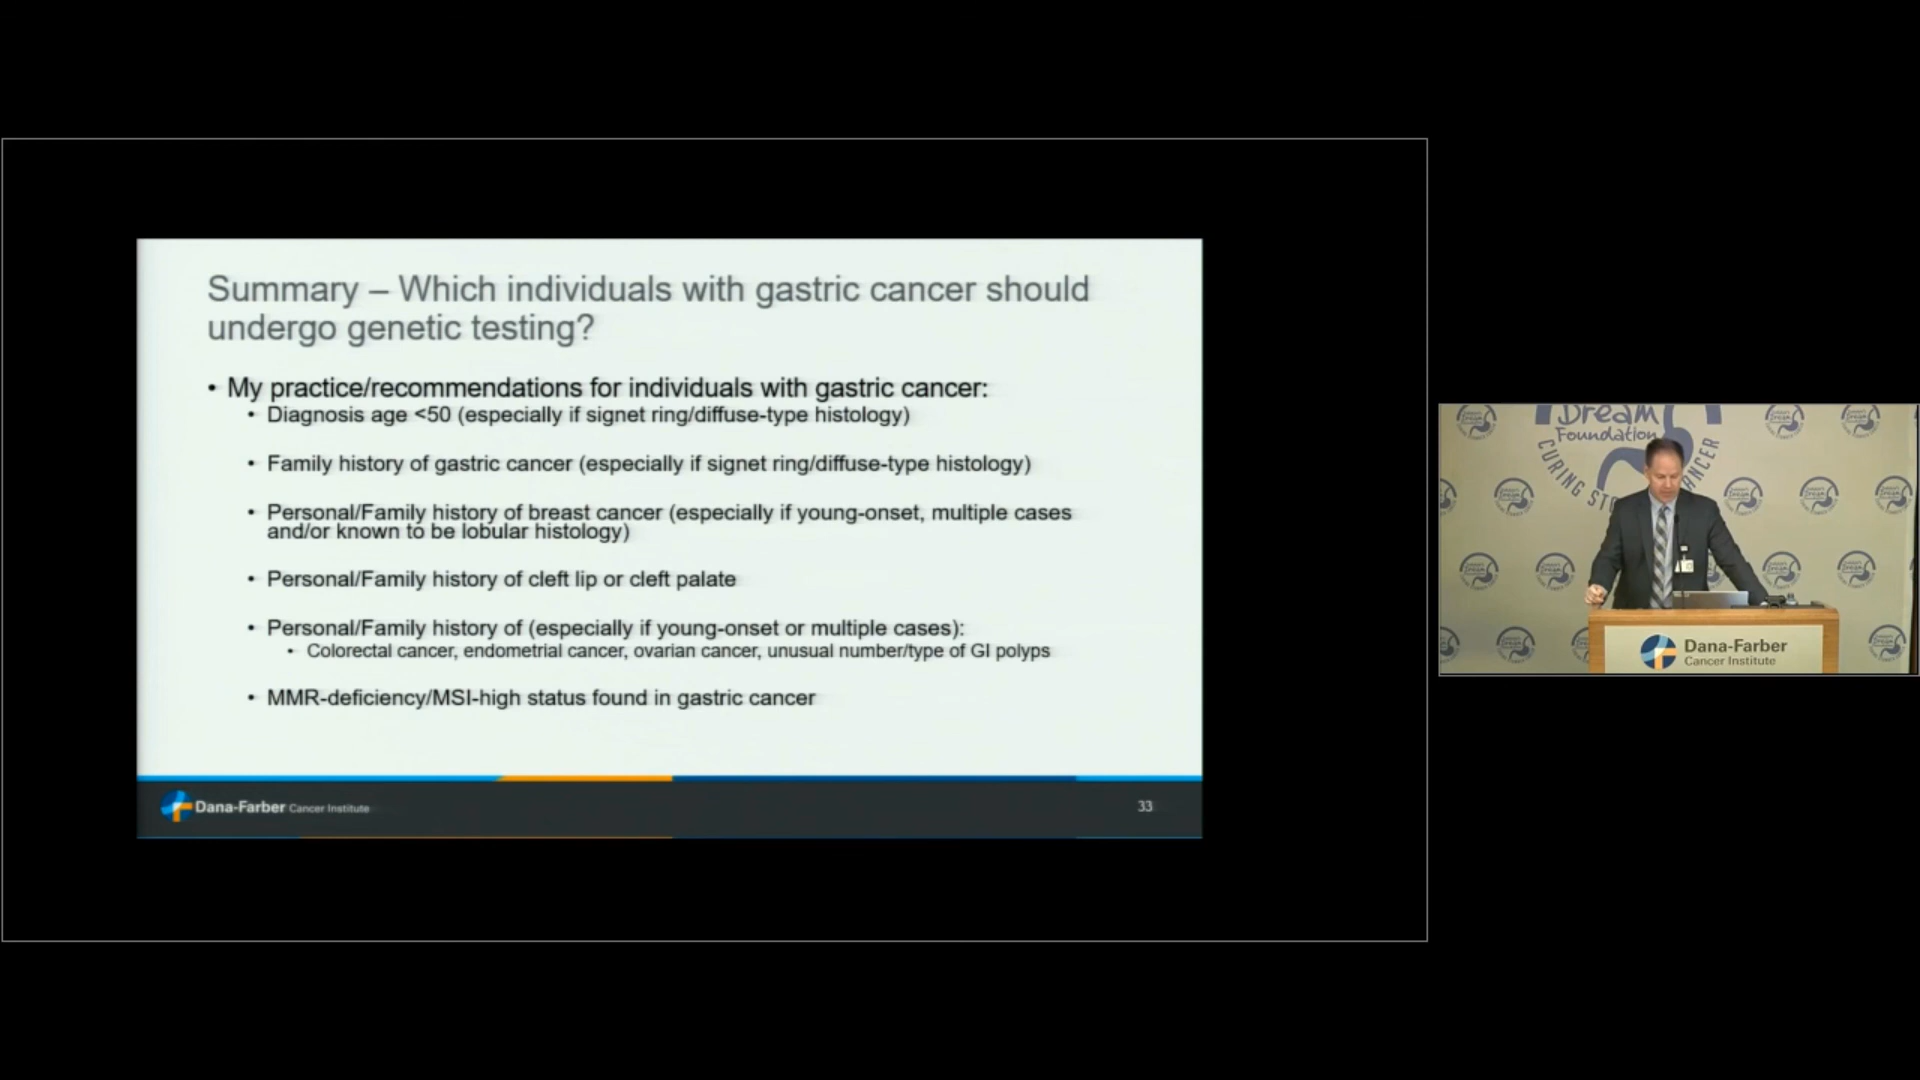 Summary – Which individuals with gastric cancer should
undergo genetic testing?
• My practice/recommendations for individuals with gastric cancer:
• Diagnosis age <50 (especially if signet ring/diffuse-type histology)
• Family history of gastric cancer (especially if signet ring/diffuse-type histology)
• Personal/Family history of breast cancer (especially if young-onset, multiple cases
and/or known to be lobular histology)
• Personal/Family history of cleft lip or cleft palate
• Personal/Family history of (especially if young-onset or multiple cases):
• Colorectal cancer, endometrial cancer, ovarian cancer, unusual number/type of GI polyps
• MMR-deficiency/MSI-high status found in gastric cancer
Dana-Farber Cancer Institute
33
Dream
Foundation
CURING STO
ANCER
Dana-Farber
Cancer Institute